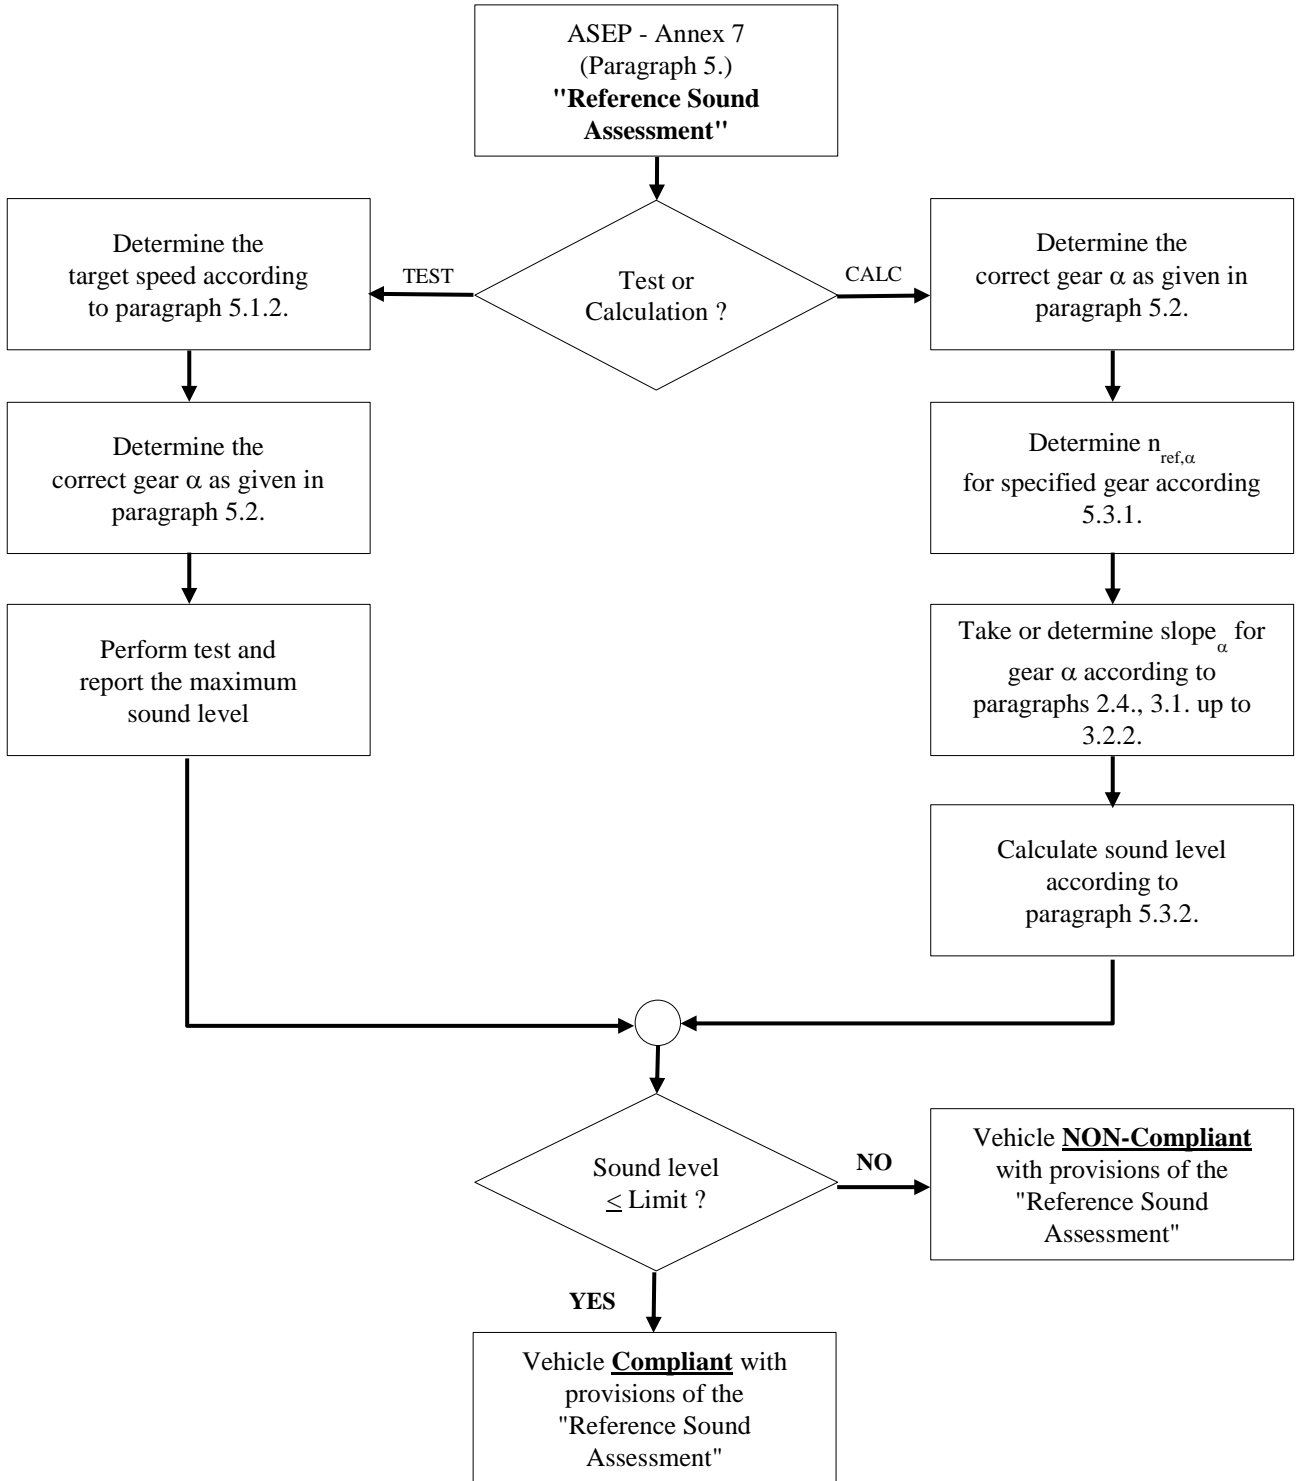 ASEP - Annex 7
(Paragraph 5.)
"Reference Sound
Assessment"
Determine the
target speed according
to paragraph 5.1.2.
TEST
Test or
Calculation ?
CALC
Determine the
correct gear α as given in
paragraph 5.2.
Determine the
correct gear α as given in
paragraph 5.2.
Determine n_ref,α
for specified gear according
5.3.1.
Perform test and
report the maximum
sound level
Take or determine slope_α for
gear α according to
paragraphs 2.4., 3.1. up to
3.2.2.
Calculate sound level
according to
paragraph 5.3.2.
Sound level
≤ Limit ?
NO
Vehicle NON-Compliant
with provisions of the
"Reference Sound
Assessment"
YES
Vehicle Compliant with
provisions of the
"Reference Sound
Assessment"